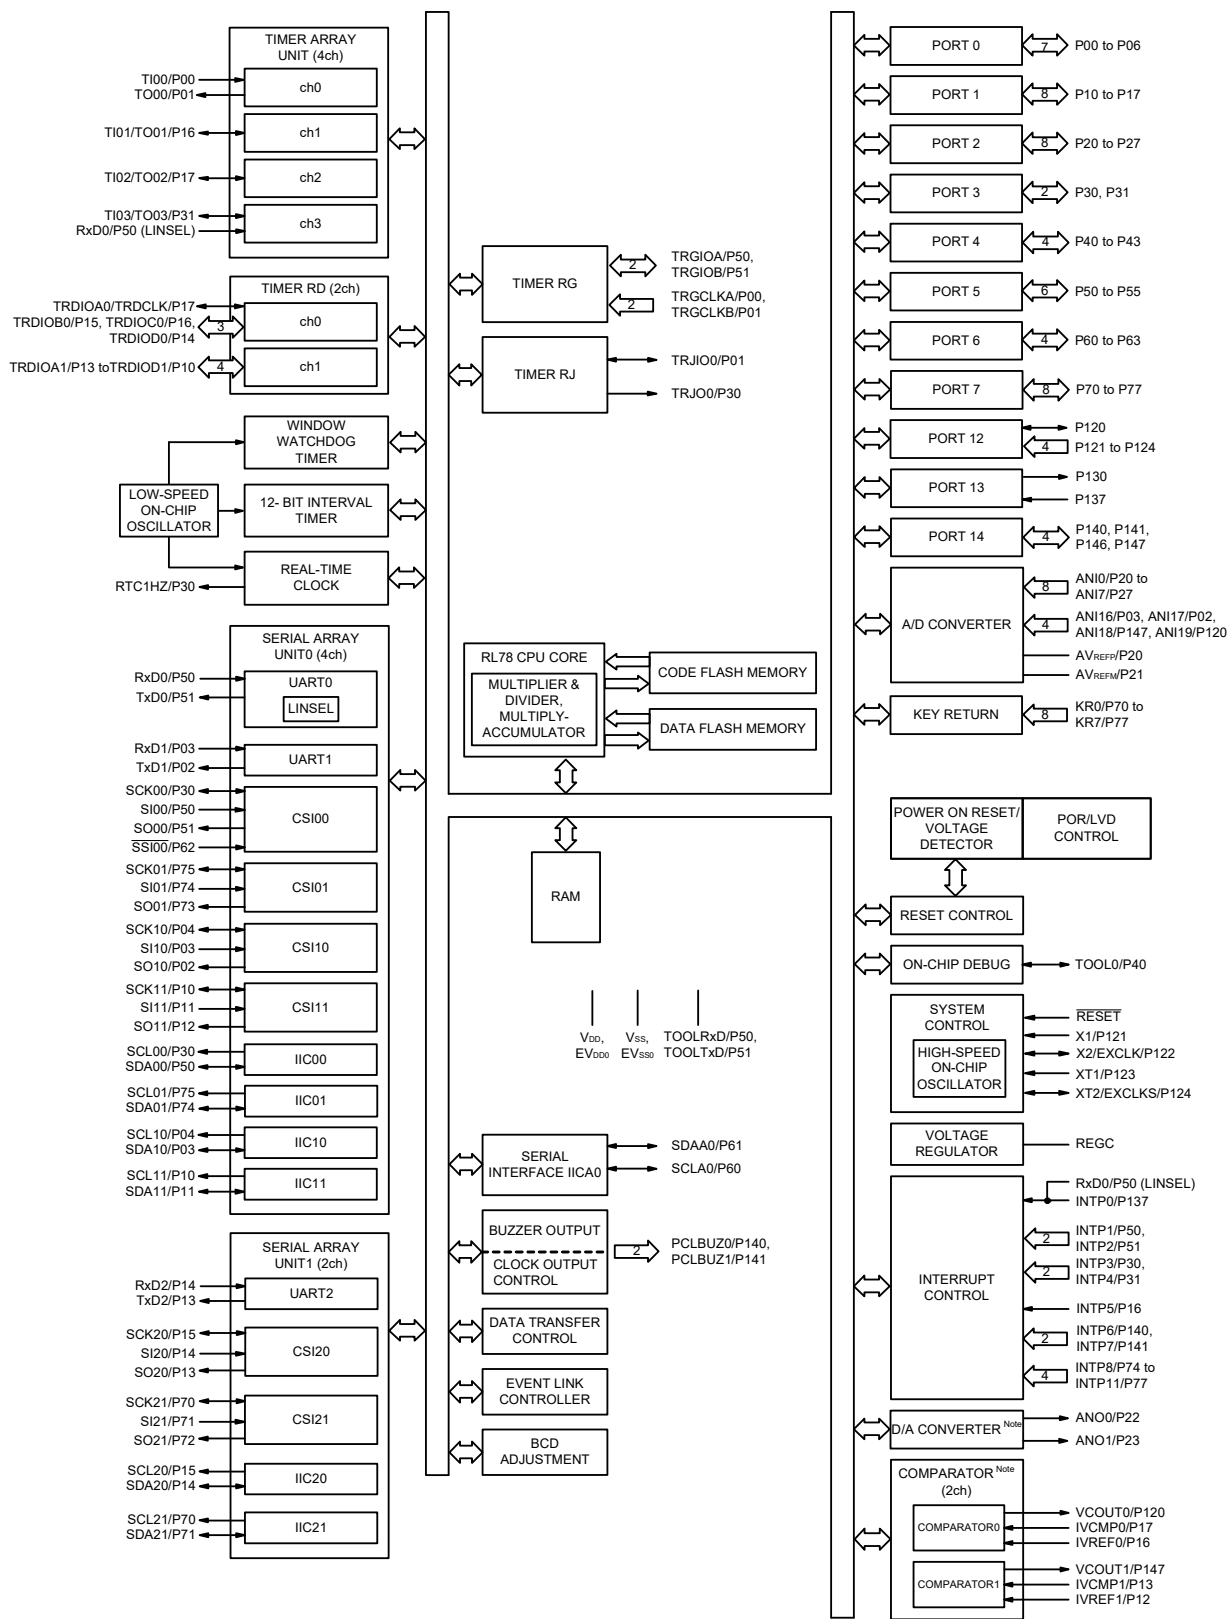 TIMER ARRAY
UNIT (4ch)
TI00/P00
TO00/P01
ch0
TI01/TO01/P16
ch1
TI02/TO02/P17
ch2
TI03/TO03/P31
RxD0/P50 (LINSEL)
ch3
TIMER RD (2ch)
TRDIOA0/TRDCLK/P17
TRDIOB0/P15, TRDIOC0/P16,
TRDIOD0/P14
3
ch0
TRDIOA1/P13 toTRDIOD1/P10
4
ch1
WINDOW
WATCHDOG
TIMER
LOW-SPEED
ON-CHIP
OSCILLATOR
12- BIT INTERVAL
TIMER
REAL-TIME
CLOCK
RTC1HZ/P30
SERIAL ARRAY
UNIT0 (4ch)
RxD0/P50
TxD0/P51
UART0
LINSEL
RxD1/P03
TxD1/P02
UART1
SCK00/P30
SI00/P50
SO00/P51
SSI00/P62
CSI00
SCK01/P75
SI01/P74
SO01/P73
CSI01
SCK10/P04
SI10/P03
SO10/P02
CSI10
SCK11/P10
SI11/P11
SO11/P12
CSI11
SCL00/P30
SDA00/P50
IIC00
SCL01/P75
SDA01/P74
IIC01
SCL10/P04
SDA10/P03
IIC10
SCL11/P10
SDA11/P11
IIC11
SERIAL ARRAY
UNIT1 (2ch)
RxD2/P14
TxD2/P13
UART2
SCK20/P15
SI20/P14
SO20/P13
CSI20
SCK21/P70
SI21/P71
SO21/P72
CSI21
SCL20/P15
SDA20/P14
IIC20
SCL21/P70
SDA21/P71
IIC21
TIMER RG
2
TRGIOA/P50,
TRGIOB/P51
2
TRGCLKA/P00,
TRGCLKB/P01
TIMER RJ
TRJIO0/P01
TRJO0/P30
RL78 CPU CORE
MULTIPLIER &
DIVIDER,
MULTIPLY-
ACCUMULATOR
CODE FLASH MEMORY
DATA FLASH MEMORY
RAM
VDD,
EVDD0
VSS,
EVSS0
TOOLRxD/P50,
TOOLTxD/P51
SERIAL
INTERFACE IICA0
SDAA0/P61
SCLA0/P60
BUZZER OUTPUT
CLOCK OUTPUT
CONTROL
2
PCLBUZ0/P140,
PCLBUZ1/P141
DATA TRANSFER
CONTROL
EVENT LINK
CONTROLLER
BCD
ADJUSTMENT
PORT 0
7
P00 to P06
PORT 1
8
P10 to P17
PORT 2
8
P20 to P27
PORT 3
2
P30, P31
PORT 4
4
P40 to P43
PORT 5
6
P50 to P55
PORT 6
4
P60 to P63
PORT 7
8
P70 to P77
PORT 12
P120
4
P121 to P124
PORT 13
P130
P137
PORT 14
4
P140, P141,
P146, P147
A/D CONVERTER
8
ANI0/P20 to
ANI7/P27
4
ANI16/P03, ANI17/P02,
ANI18/P147, ANI19/P120
AVREFP/P20
AVREFM/P21
KEY RETURN
8
KR0/P70 to
KR7/P77
POWER ON RESET/
VOLTAGE
DETECTOR
POR/LVD
CONTROL
RESET CONTROL
ON-CHIP DEBUG
TOOL0/P40
SYSTEM
CONTROL
HIGH-SPEED
ON-CHIP
OSCILLATOR
RESET
X1/P121
X2/EXCLK/P122
XT1/P123
XT2/EXCLKS/P124
VOLTAGE
REGULATOR
REGC
INTERRUPT
CONTROL
RxD0/P50 (LINSEL)
INTP0/P137
2
INTP1/P50,
INTP2/P51
2
INTP3/P30,
INTP4/P31
INTP5/P16
2
INTP6/P140,
INTP7/P141
4
INTP8/P74 to
INTP11/P77
D/A CONVERTER Note
ANO0/P22
ANO1/P23
COMPARATOR Note
(2ch)
COMPARATOR0
VCOUT0/P120
IVCMP0/P17
IVREF0/P16
COMPARATOR1
VCOUT1/P147
IVCMP1/P13
IVREF1/P12